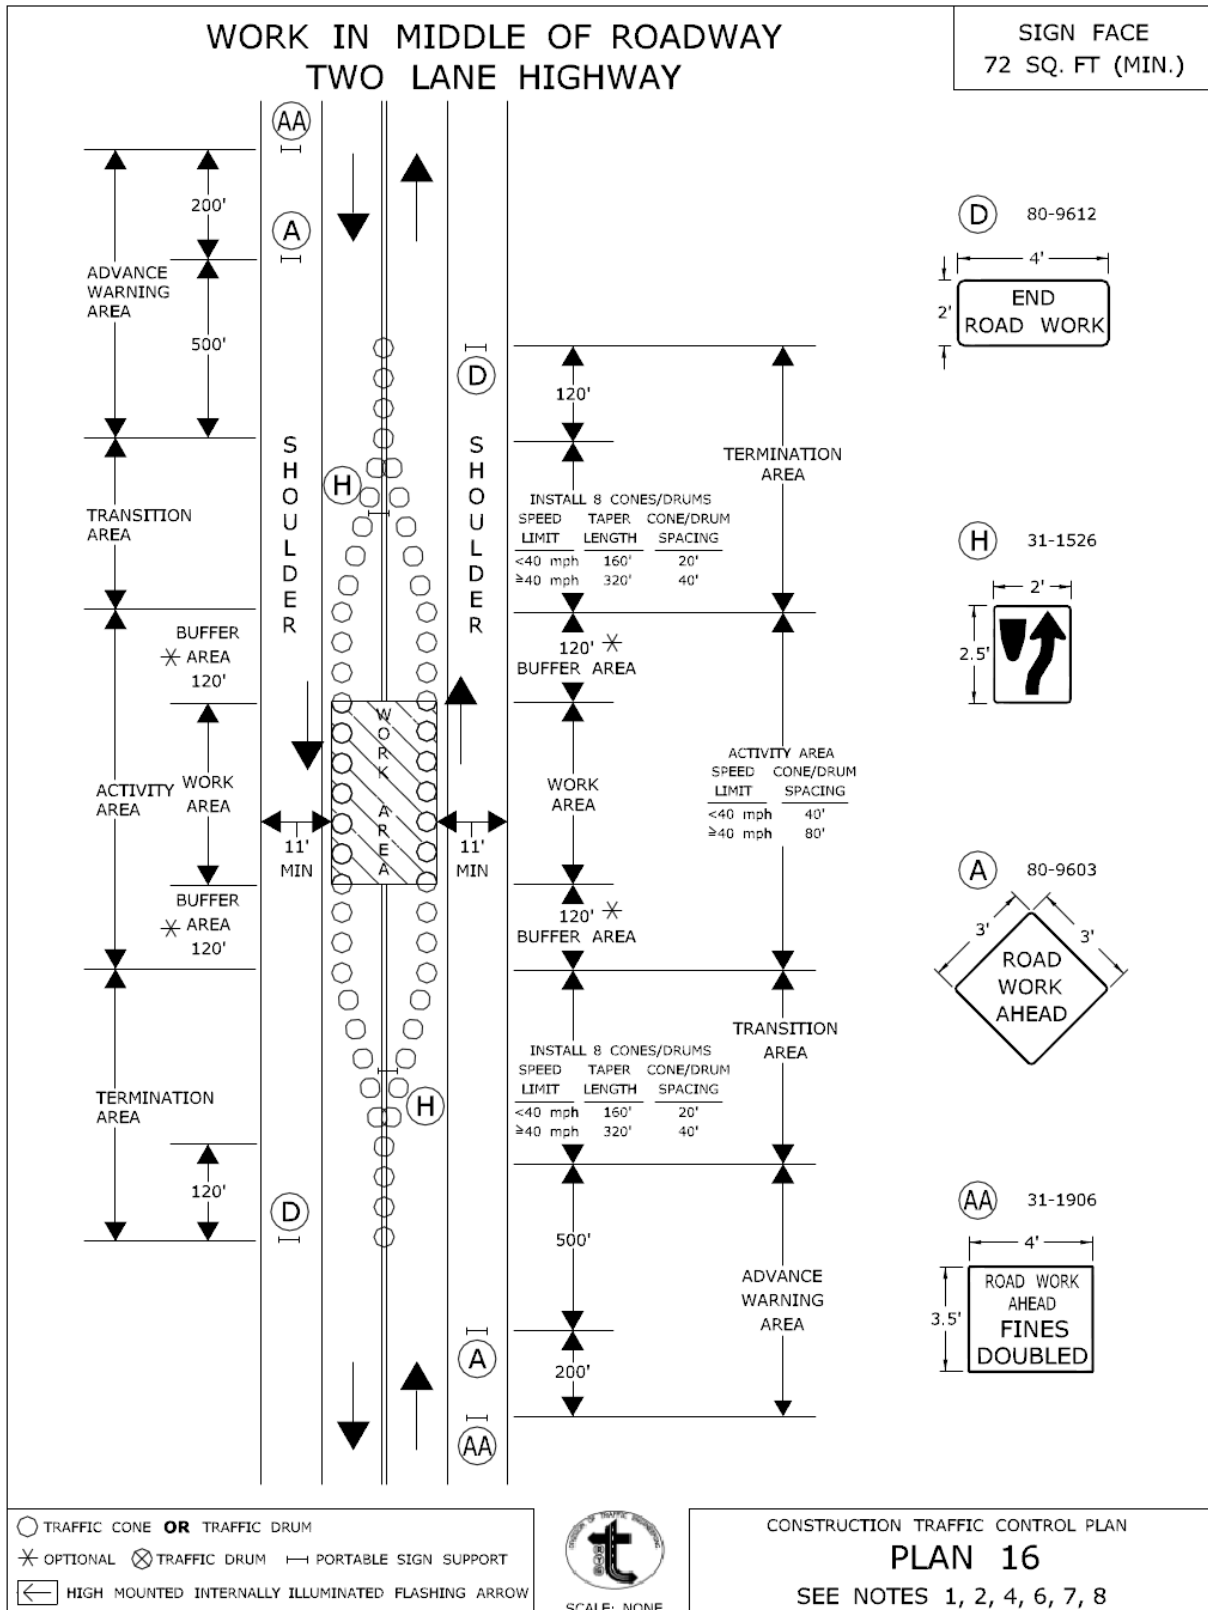 WORK IN MIDDLE OF ROADWAY
TWO LANE HIGHWAY
SIGN FACE
72 SQ. FT (MIN.)
AA
200'
A
ADVANCE
WARNING
AREA
500'
D
120'
TERMINATION
AREA
SHOULDER
SHOULDER
H
TRANSITION
AREA
INSTALL 8 CONES/DRUMS
SPEED TAPER CONE/DRUM
LIMIT LENGTH SPACING
<40 mph 160' 20'
≥40 mph 320' 40'
BUFFER
* AREA
120'
120' *
BUFFER AREA
WORK AREA
ACTIVITY
AREA
WORK
AREA
11'
MIN
11'
MIN
WORK
AREA
ACTIVITY AREA
SPEED CONE/DRUM
LIMIT SPACING
<40 mph 40'
≥40 mph 80'
BUFFER
* AREA
120'
120' *
BUFFER AREA
TERMINATION
AREA
TRANSITION
AREA
INSTALL 8 CONES/DRUMS
SPEED TAPER CONE/DRUM
LIMIT LENGTH SPACING
<40 mph 160' 20'
≥40 mph 320' 40'
H
120'
D
500'
ADVANCE
WARNING
AREA
A
200'
AA
D 80-9612
4'
2'
END
ROAD WORK
H 31-1526
2'
2.5'
A 80-9603
3'
3'
ROAD
WORK
AHEAD
AA 31-1906
4'
3.5'
ROAD WORK
AHEAD
FINES
DOUBLED
TRAFFIC CONE OR TRAFFIC DRUM
* OPTIONAL TRAFFIC DRUM PORTABLE SIGN SUPPORT
HIGH MOUNTED INTERNALLY ILLUMINATED FLASHING ARROW
SCALE: NONE
CONSTRUCTION TRAFFIC CONTROL PLAN
PLAN 16
SEE NOTES 1, 2, 4, 6, 7, 8